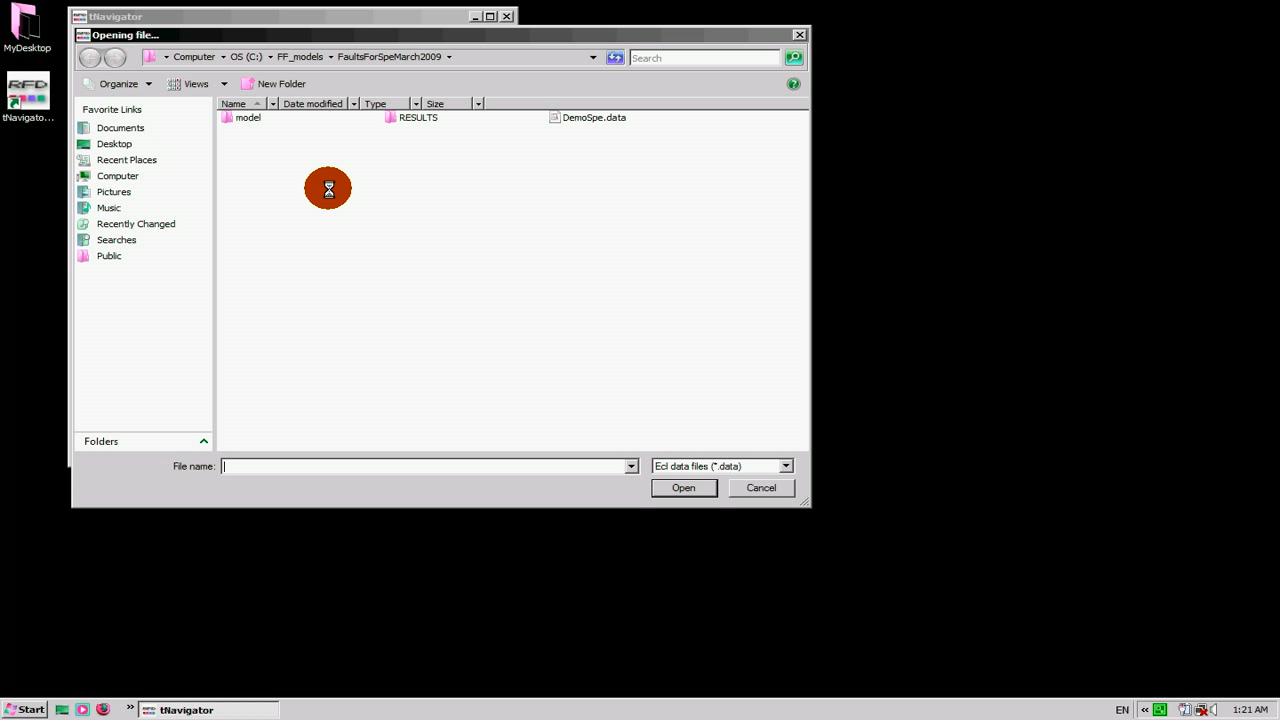 MyDesktop
RFD
tNavigato...
tNavigator
Opening file...
Computer OS (C:) FF_models FaultsForSpeMarch2009
Search
Organize Views New Folder
Favorite Links
Documents
Desktop
Recent Places
Computer
Pictures
Music
Recently Changed
Searches
Public
Folders
Name Date modified Type Size
model RESULTS DemoSpe.data
File name: Ecl data files (*.data)
Open Cancel
Start » tNavigator EN « 1:21 AM